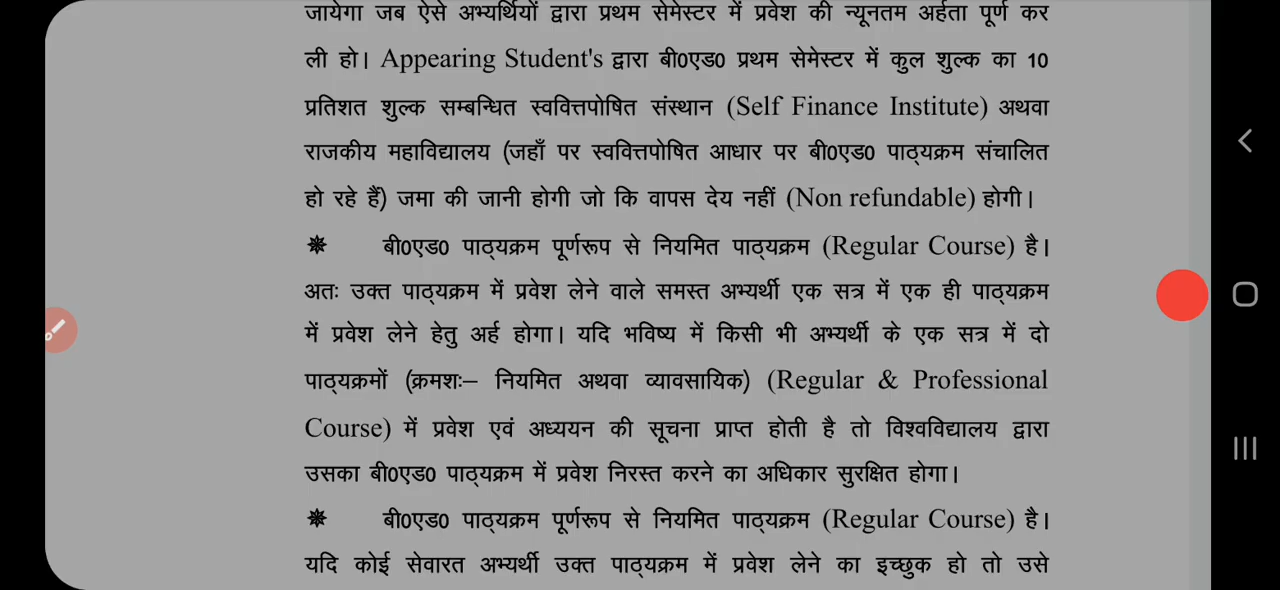 जायेगा जब ऐसे अभ्यर्थियों द्वारा प्रथम सेमेस्टर में प्रवेश की न्यूनतम अर्हता पूर्ण कर
ली हो। Appearing Student's द्वारा बी0एड0 प्रथम सेमेस्टर में कुल शुल्क का 10
प्रतिशत शुल्क सम्बन्धित स्ववित्तपोषित संस्थान (Self Finance Institute) अथवा
राजकीय महाविद्यालय (जहाँ पर स्ववित्तपोषित आधार पर बी0एड0 पाठ्यक्रम संचालित
हो रहे हैं) जमा की जानी होगी जो कि वापस देय नहीं (Non refundable) होगी।
✵ बी0एड0 पाठ्यक्रम पूर्णरूप से नियमित पाठ्यक्रम (Regular Course) है।
अतः उक्त पाठ्यक्रम में प्रवेश लेने वाले समस्त अभ्यर्थी एक सत्र में एक ही पाठ्यक्रम
में प्रवेश लेने हेतु अर्ह होगा। यदि भविष्य में किसी भी अभ्यर्थी के एक सत्र में दो
पाठ्यक्रमों (क्रमशः– नियमित अथवा व्यावसायिक) (Regular & Professional
Course) में प्रवेश एवं अध्ययन की सूचना प्राप्त होती है तो विश्वविद्यालय द्वारा
उसका बी0एड0 पाठ्यक्रम में प्रवेश निरस्त करने का अधिकार सुरक्षित होगा।
✵ बी0एड0 पाठ्यक्रम पूर्णरूप से नियमित पाठ्यक्रम (Regular Course) है।
यदि कोई सेवारत अभ्यर्थी उक्त पाठ्यक्रम में प्रवेश लेने का इच्छुक हो तो उसे